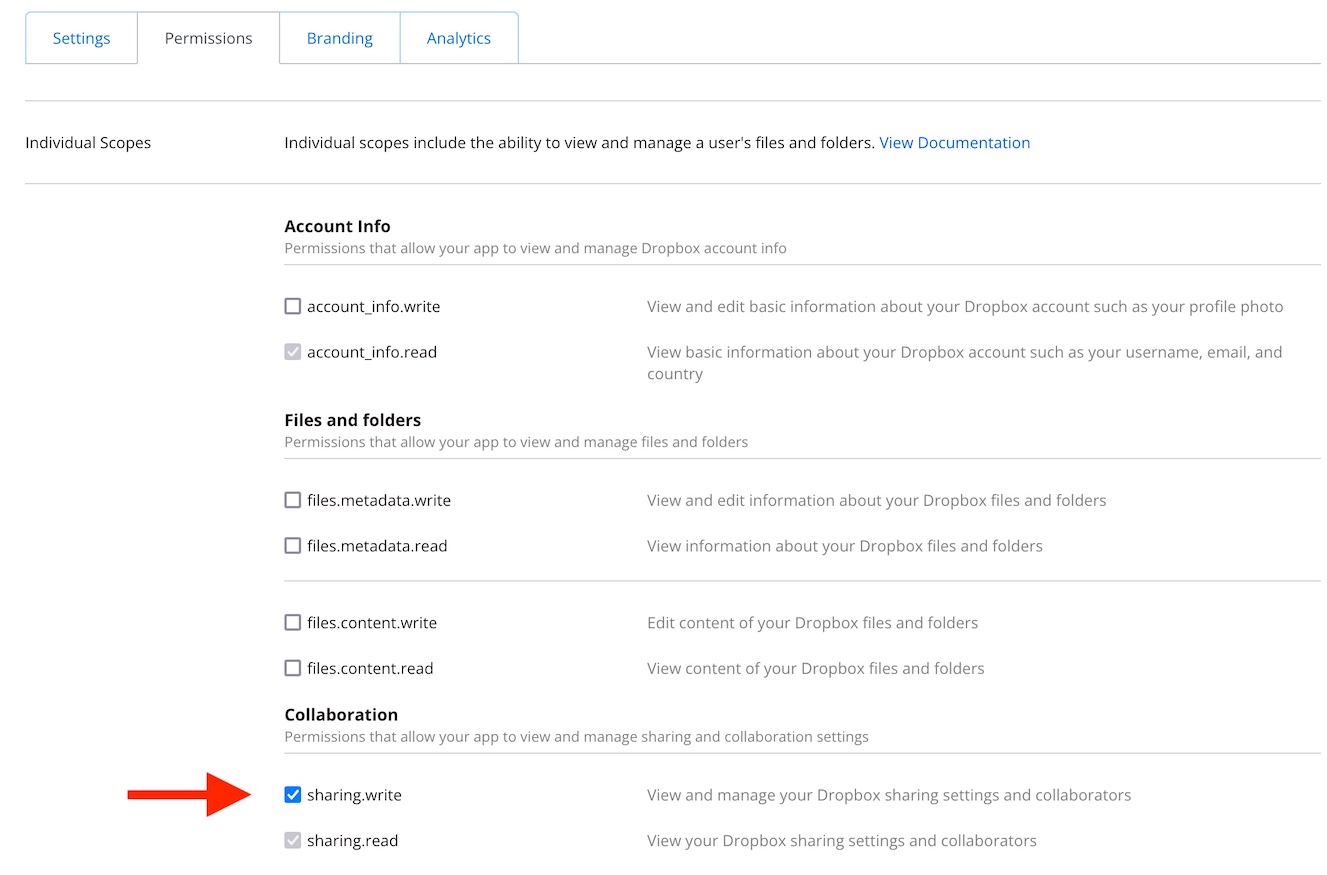 Settings Permissions Branding Analytics
Individual Scopes Individual scopes include the ability to view and manage a user's files and folders. View Documentation
Account Info
Permissions that allow your app to view and manage Dropbox account info
account_info.write View and edit basic information about your Dropbox account such as your profile photo
account_info.read View basic information about your Dropbox account such as your username, email, and
country
Files and folders
Permissions that allow your app to view and manage files and folders
files.metadata.write View and edit information about your Dropbox files and folders
files.metadata.read View information about your Dropbox files and folders
files.content.write Edit content of your Dropbox files and folders
files.content.read View content of your Dropbox files and folders
Collaboration
Permissions that allow your app to view and manage sharing and collaboration settings
sharing.write View and manage your Dropbox sharing settings and collaborators
sharing.read View your Dropbox sharing settings and collaborators